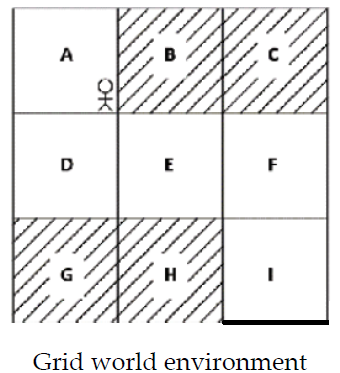 A B C
D E F
G H I
Grid world environment